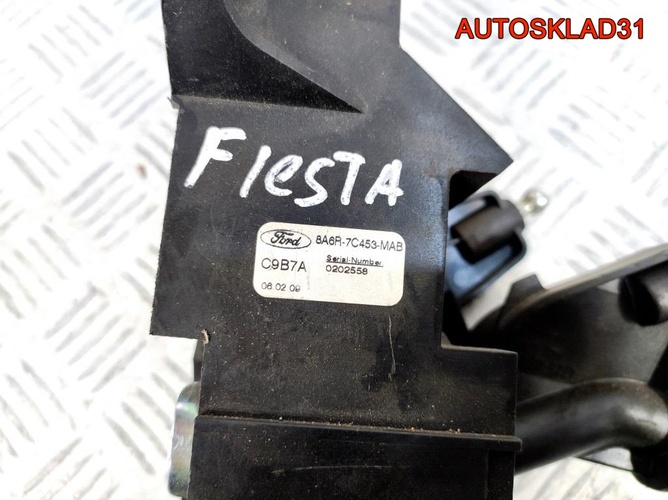 AUTOSKLAD31
FIESTA
Ford 8A6R-7C453-MAB
C9B7A Serial-Number
0202558
06.02.09